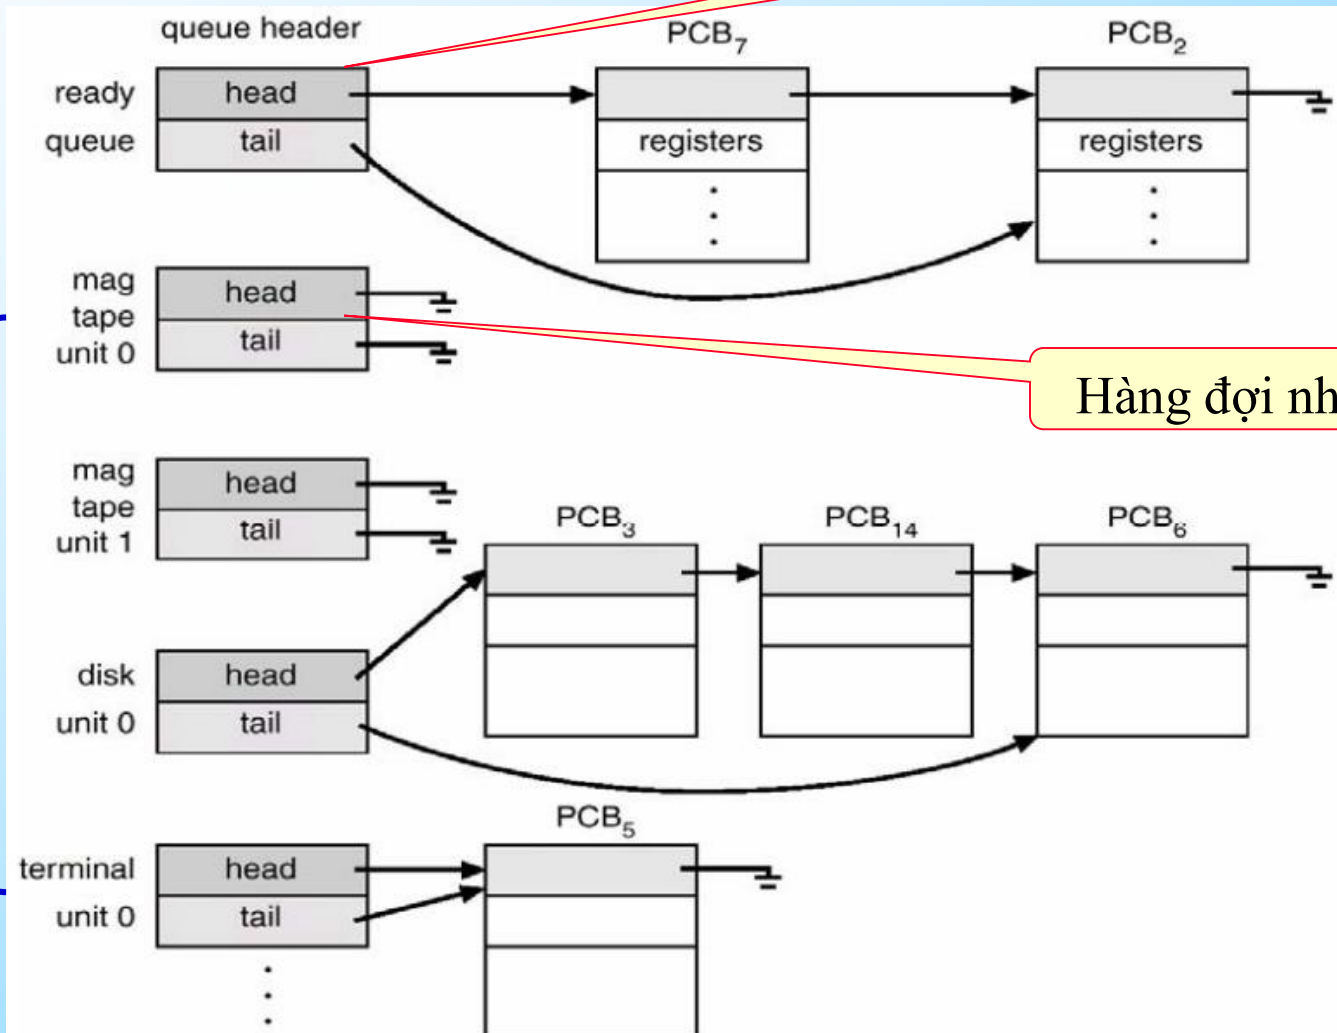 queue header
PCB7
PCB2
ready
queue
head
tail
registers
registers
mag
tape
unit 0
head
tail
Hàng đợi nh
mag
tape
unit 1
head
tail
PCB3
PCB14
PCB6
disk
unit 0
head
tail
PCB5
terminal
unit 0
head
tail